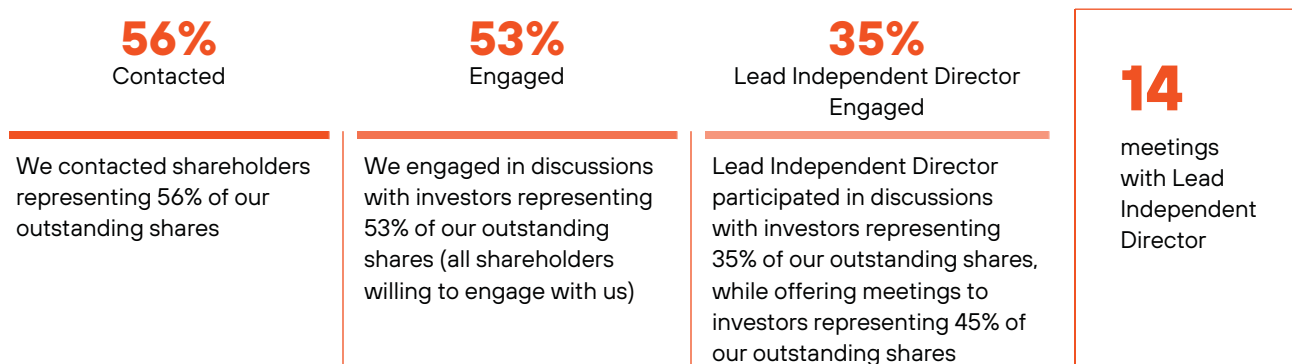 56%
Contacted
We contacted shareholders
representing 56% of our
outstanding shares
53%
Engaged
We engaged in discussions
with investors representing
53% of our outstanding
shares (all shareholders
willing to engage with us)
35%
Lead Independent Director
Engaged
Lead Independent Director
participated in discussions
with investors representing
35% of our outstanding shares,
while offering meetings to
investors representing 45% of
our outstanding shares
14
meetings
with Lead
Independent
Director